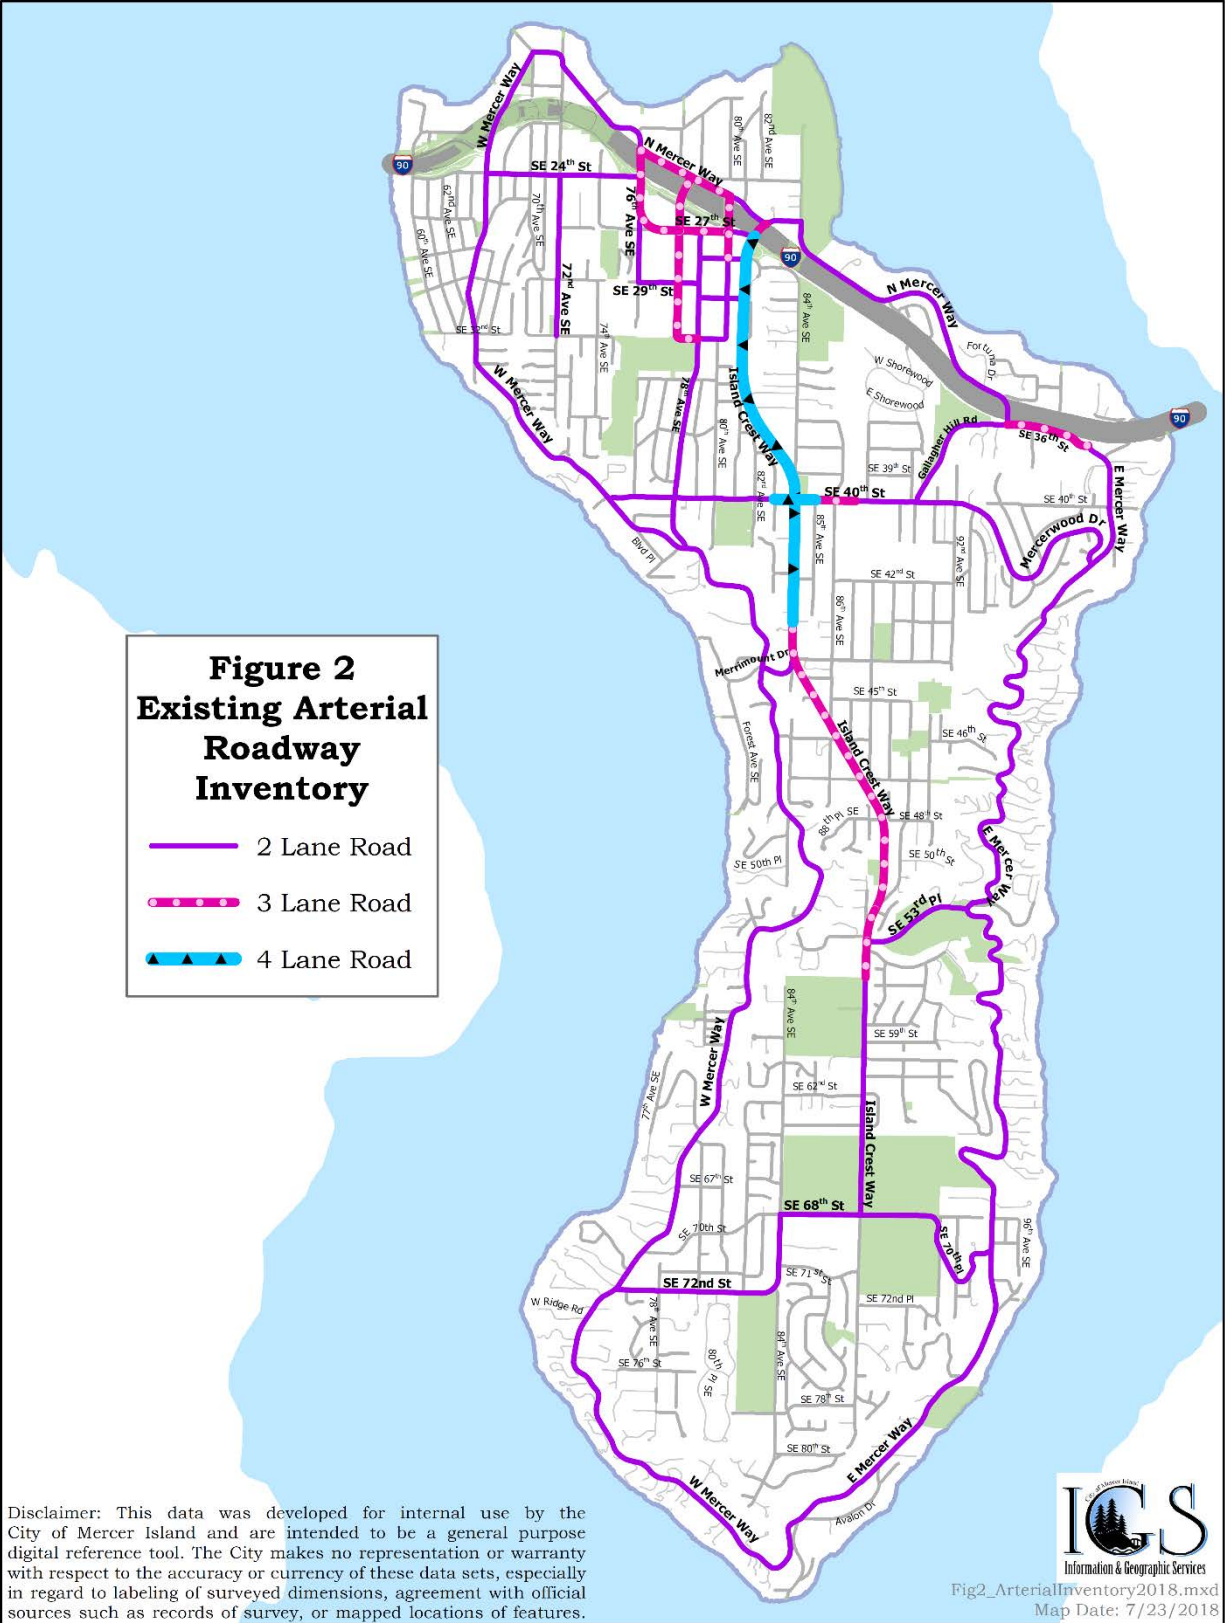 W Mercer Way
80th Ave SE
82nd Ave SE
N Mercer Way
90
SE 24th St
62nd Ave SE
70th Ave SE
76th Ave SE
SE 27th St
60th Ave SE
90
72nd Ave SE
SE 29th St
N Mercer Way
84th Ave SE
SE 32nd St
74th Ave SE
Fortuna Dr
W Shorewood
W Mercer Way
Island Crest Way
78th Ave SE
E Shorewood
90
80th Ave SE
Gallagher Hill Rd
SE 36th St
SE 39th St
E Mercer Way
82nd Ave SE
SE 40th St
SE 40th St
Mercerwood Dr
85th Ave SE
Blvd Pl
92nd Ave SE
SE 42nd St
86th Ave SE
Merrimount Dr
SE 45th St
Forest Ave SE
Island Crest Way
SE 46th St
Figure 2
Existing Arterial
Roadway
Inventory
2 Lane Road
3 Lane Road
4 Lane Road
88th Pl SE
SE 48th St
E Mercer Way
SE 50th Pl
SE 50th St
SE 53rd Pl
84th Ave SE
W Mercer Way
SE 59th St
77th Ave SE
SE 62nd St
Island Crest Way
SE 67th St
SE 68th St
SE 70th St
SE 70th Pl
96th Ave SE
SE 72nd St
SE 71st St
W Ridge Rd
78th Ave SE
SE 72nd Pl
84th Ave SE
SE 76th St
80th Pl SE
SE 78th St
SE 80th St
E Mercer Way
W Mercer Way
Avalon Dr
Disclaimer: This data was developed for internal use by the
City of Mercer Island and are intended to be a general purpose
digital reference tool. The City makes no representation or warranty
with respect to the accuracy or currency of these data sets, especially
in regard to labeling of surveyed dimensions, agreement with official
sources such as records of survey, or mapped locations of features.
City of Mercer Island
IGS
Information & Geographic Services
Fig2_ArterialInventory2018.mxd
Map Date: 7/23/2018